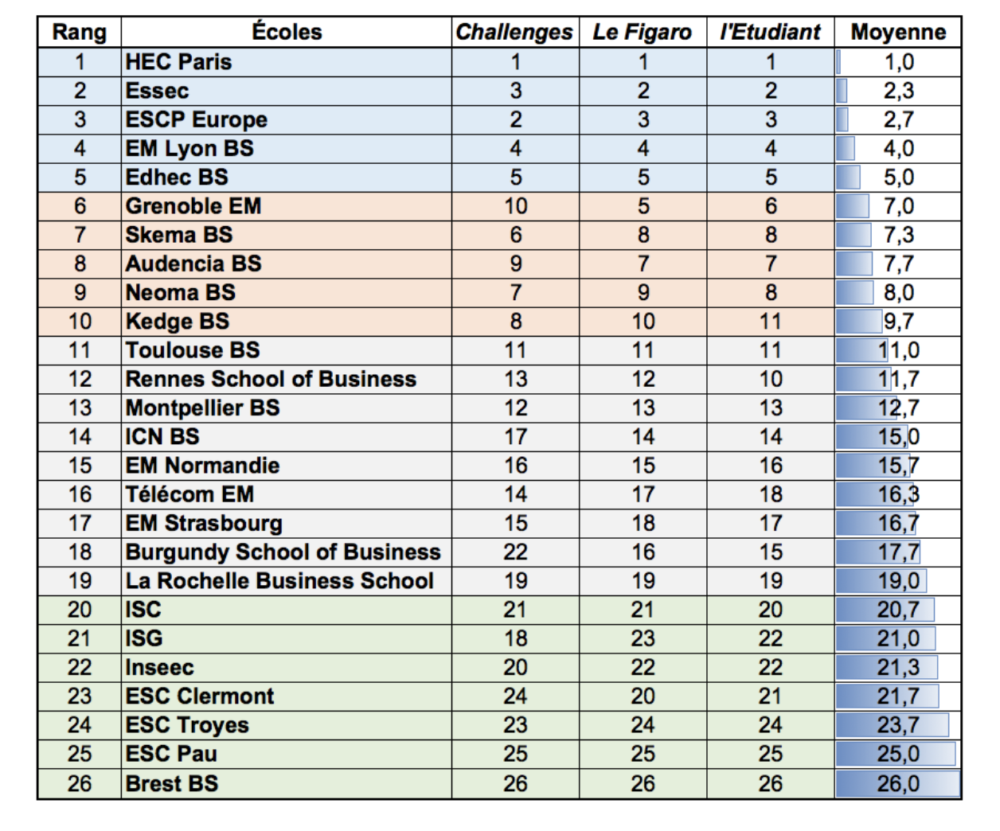 Rang Écoles Challenges Le Figaro l'Etudiant Moyenne
1 HEC Paris 1 1 1 1,0
2 Essec 3 2 2 2,3
3 ESCP Europe 2 3 3 2,7
4 EM Lyon BS 4 4 4 4,0
5 Edhec BS 5 5 5 5,0
6 Grenoble EM 10 5 6 7,0
7 Skema BS 6 8 8 7,3
8 Audencia BS 9 7 7 7,7
9 Neoma BS 7 9 8 8,0
10 Kedge BS 8 10 11 9,7
11 Toulouse BS 11 11 11 11,0
12 Rennes School of Business 13 12 10 11,7
13 Montpellier BS 12 13 13 12,7
14 ICN BS 17 14 14 15,0
15 EM Normandie 16 15 16 15,7
16 Télécom EM 14 17 18 16,3
17 EM Strasbourg 15 18 17 16,7
18 Burgundy School of Business 22 16 15 17,7
19 La Rochelle Business School 19 19 19 19,0
20 ISC 21 21 20 20,7
21 ISG 18 23 22 21,0
22 Inseec 20 22 22 21,3
23 ESC Clermont 24 20 21 21,7
24 ESC Troyes 23 24 24 23,7
25 ESC Pau 25 25 25 25,0
26 Brest BS 26 26 26 26,0